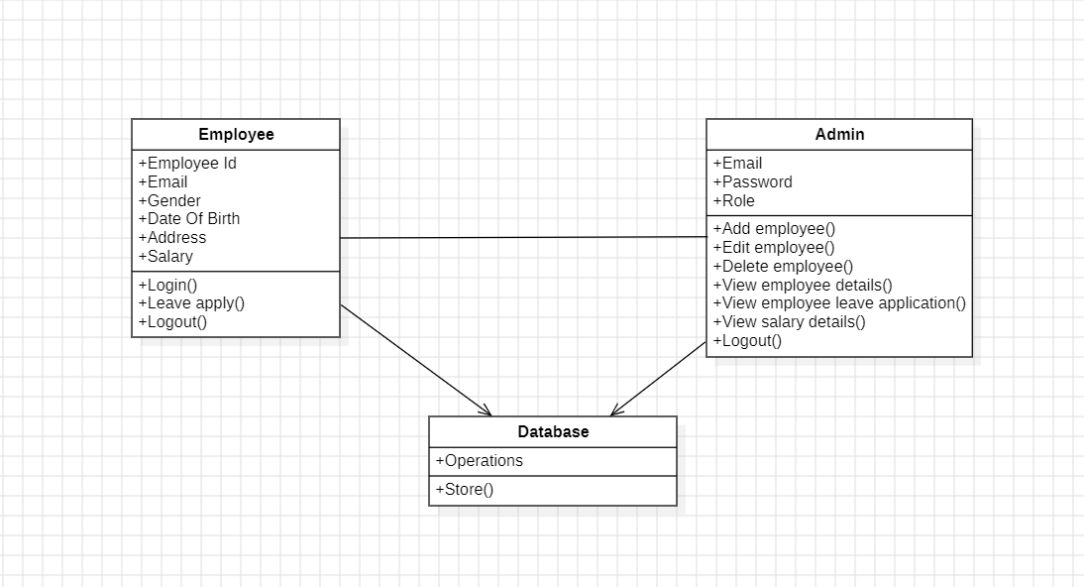 Employee
+Employee Id
+Email
+Gender
+Date Of Birth
+Address
+Salary
+Login()
+Leave apply()
+Logout()
Admin
+Email
+Password
+Role
+Add employee()
+Edit employee()
+Delete employee()
+View employee details()
+View employee leave application()
+View salary details()
+Logout()
Database
+Operations
+Store()